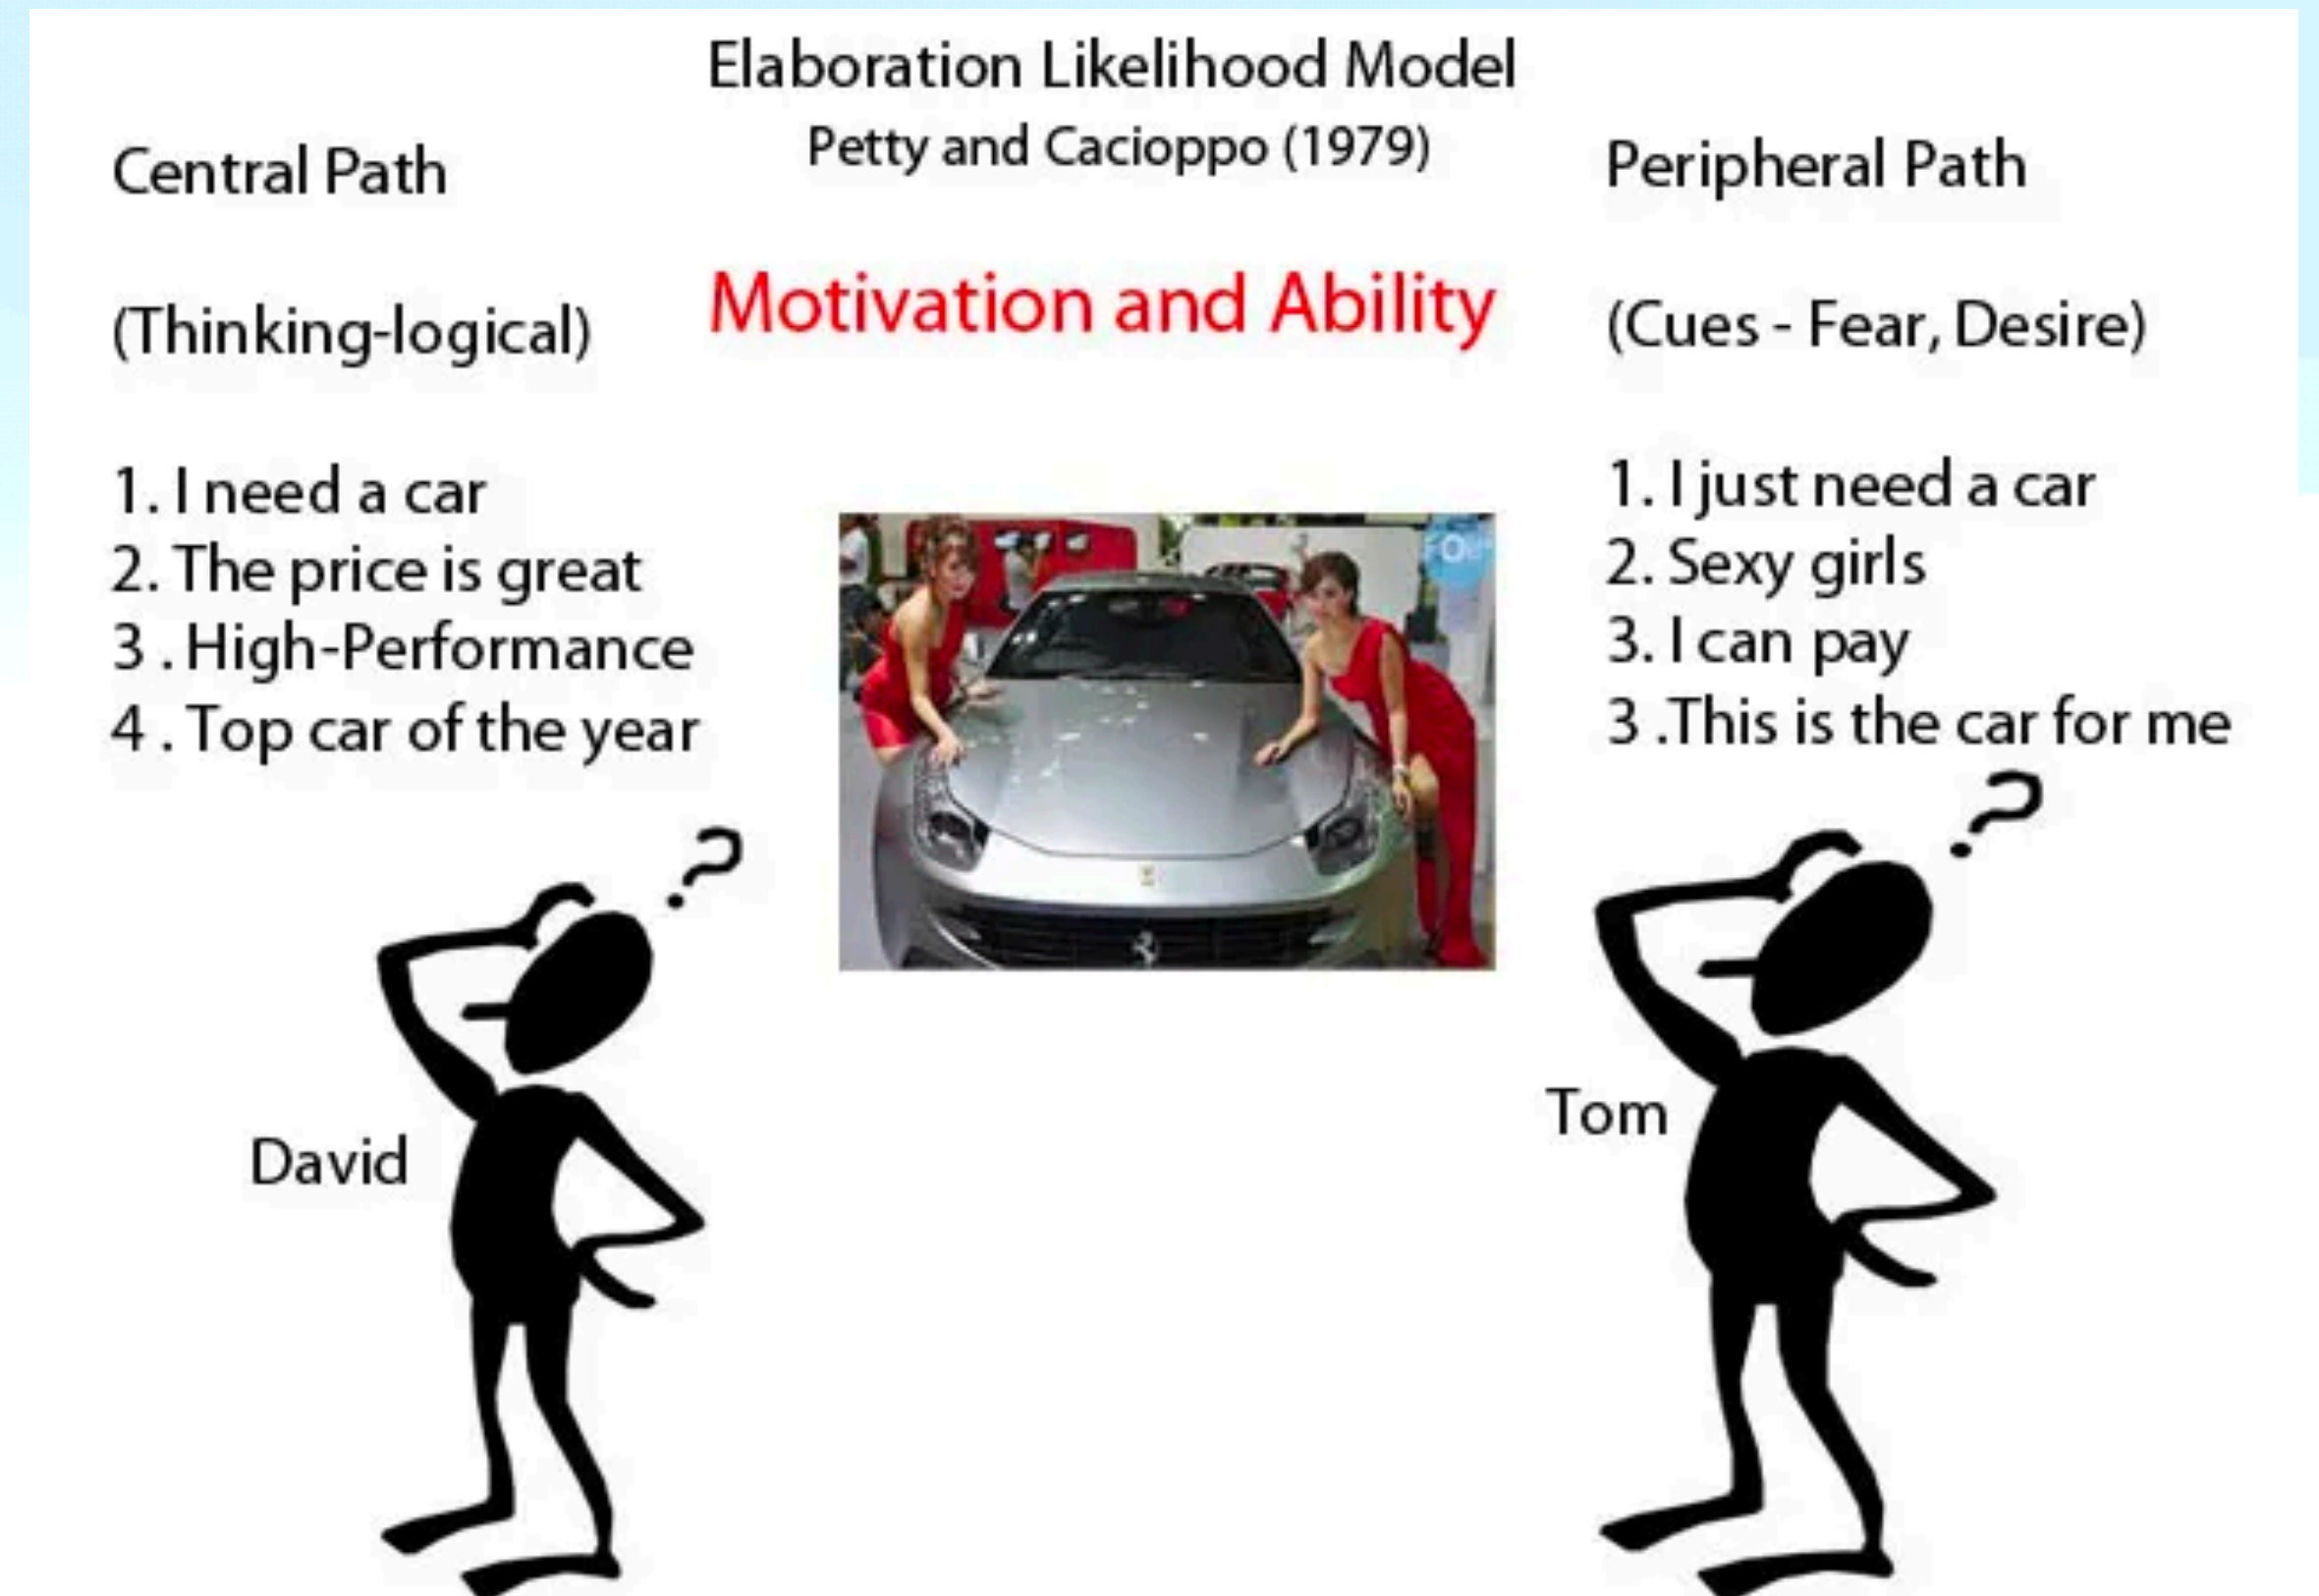 Elaboration Likelihood Model
Petty and Cacioppo (1979)
Motivation and Ability
Central Path
(Thinking-logical)
1. I need a car
2. The price is great
3 . High-Performance
4 . Top car of the year
David
Peripheral Path
(Cues - Fear, Desire)
1. I just need a car
2. Sexy girls
3. I can pay
3 .This is the car for me
Tom
?
?